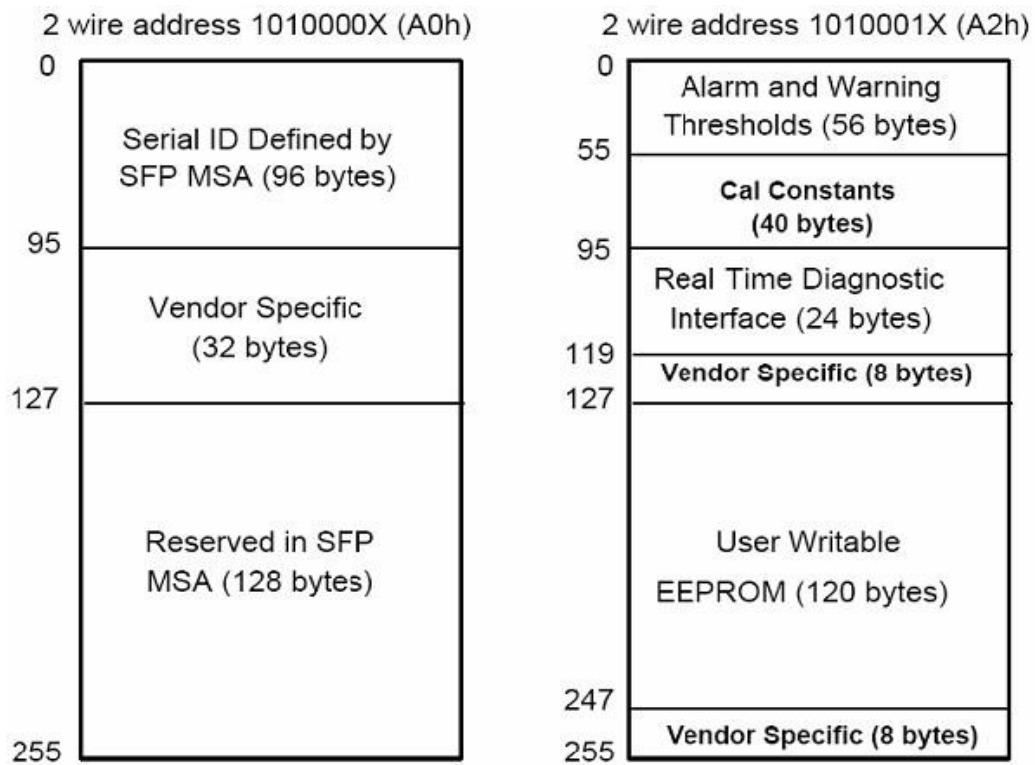 2 wire address 1010000X (A0h)
0
Serial ID Defined by
SFP MSA (96 bytes)
95
Vendor Specific
(32 bytes)
127
Reserved in SFP
MSA (128 bytes)
255
2 wire address 1010001X (A2h)
0
Alarm and Warning
Thresholds (56 bytes)
55
Cal Constants
(40 bytes)
95
Real Time Diagnostic
Interface (24 bytes)
119
Vendor Specific (8 bytes)
127
User Writable
EEPROM (120 bytes)
247
Vendor Specific (8 bytes)
255